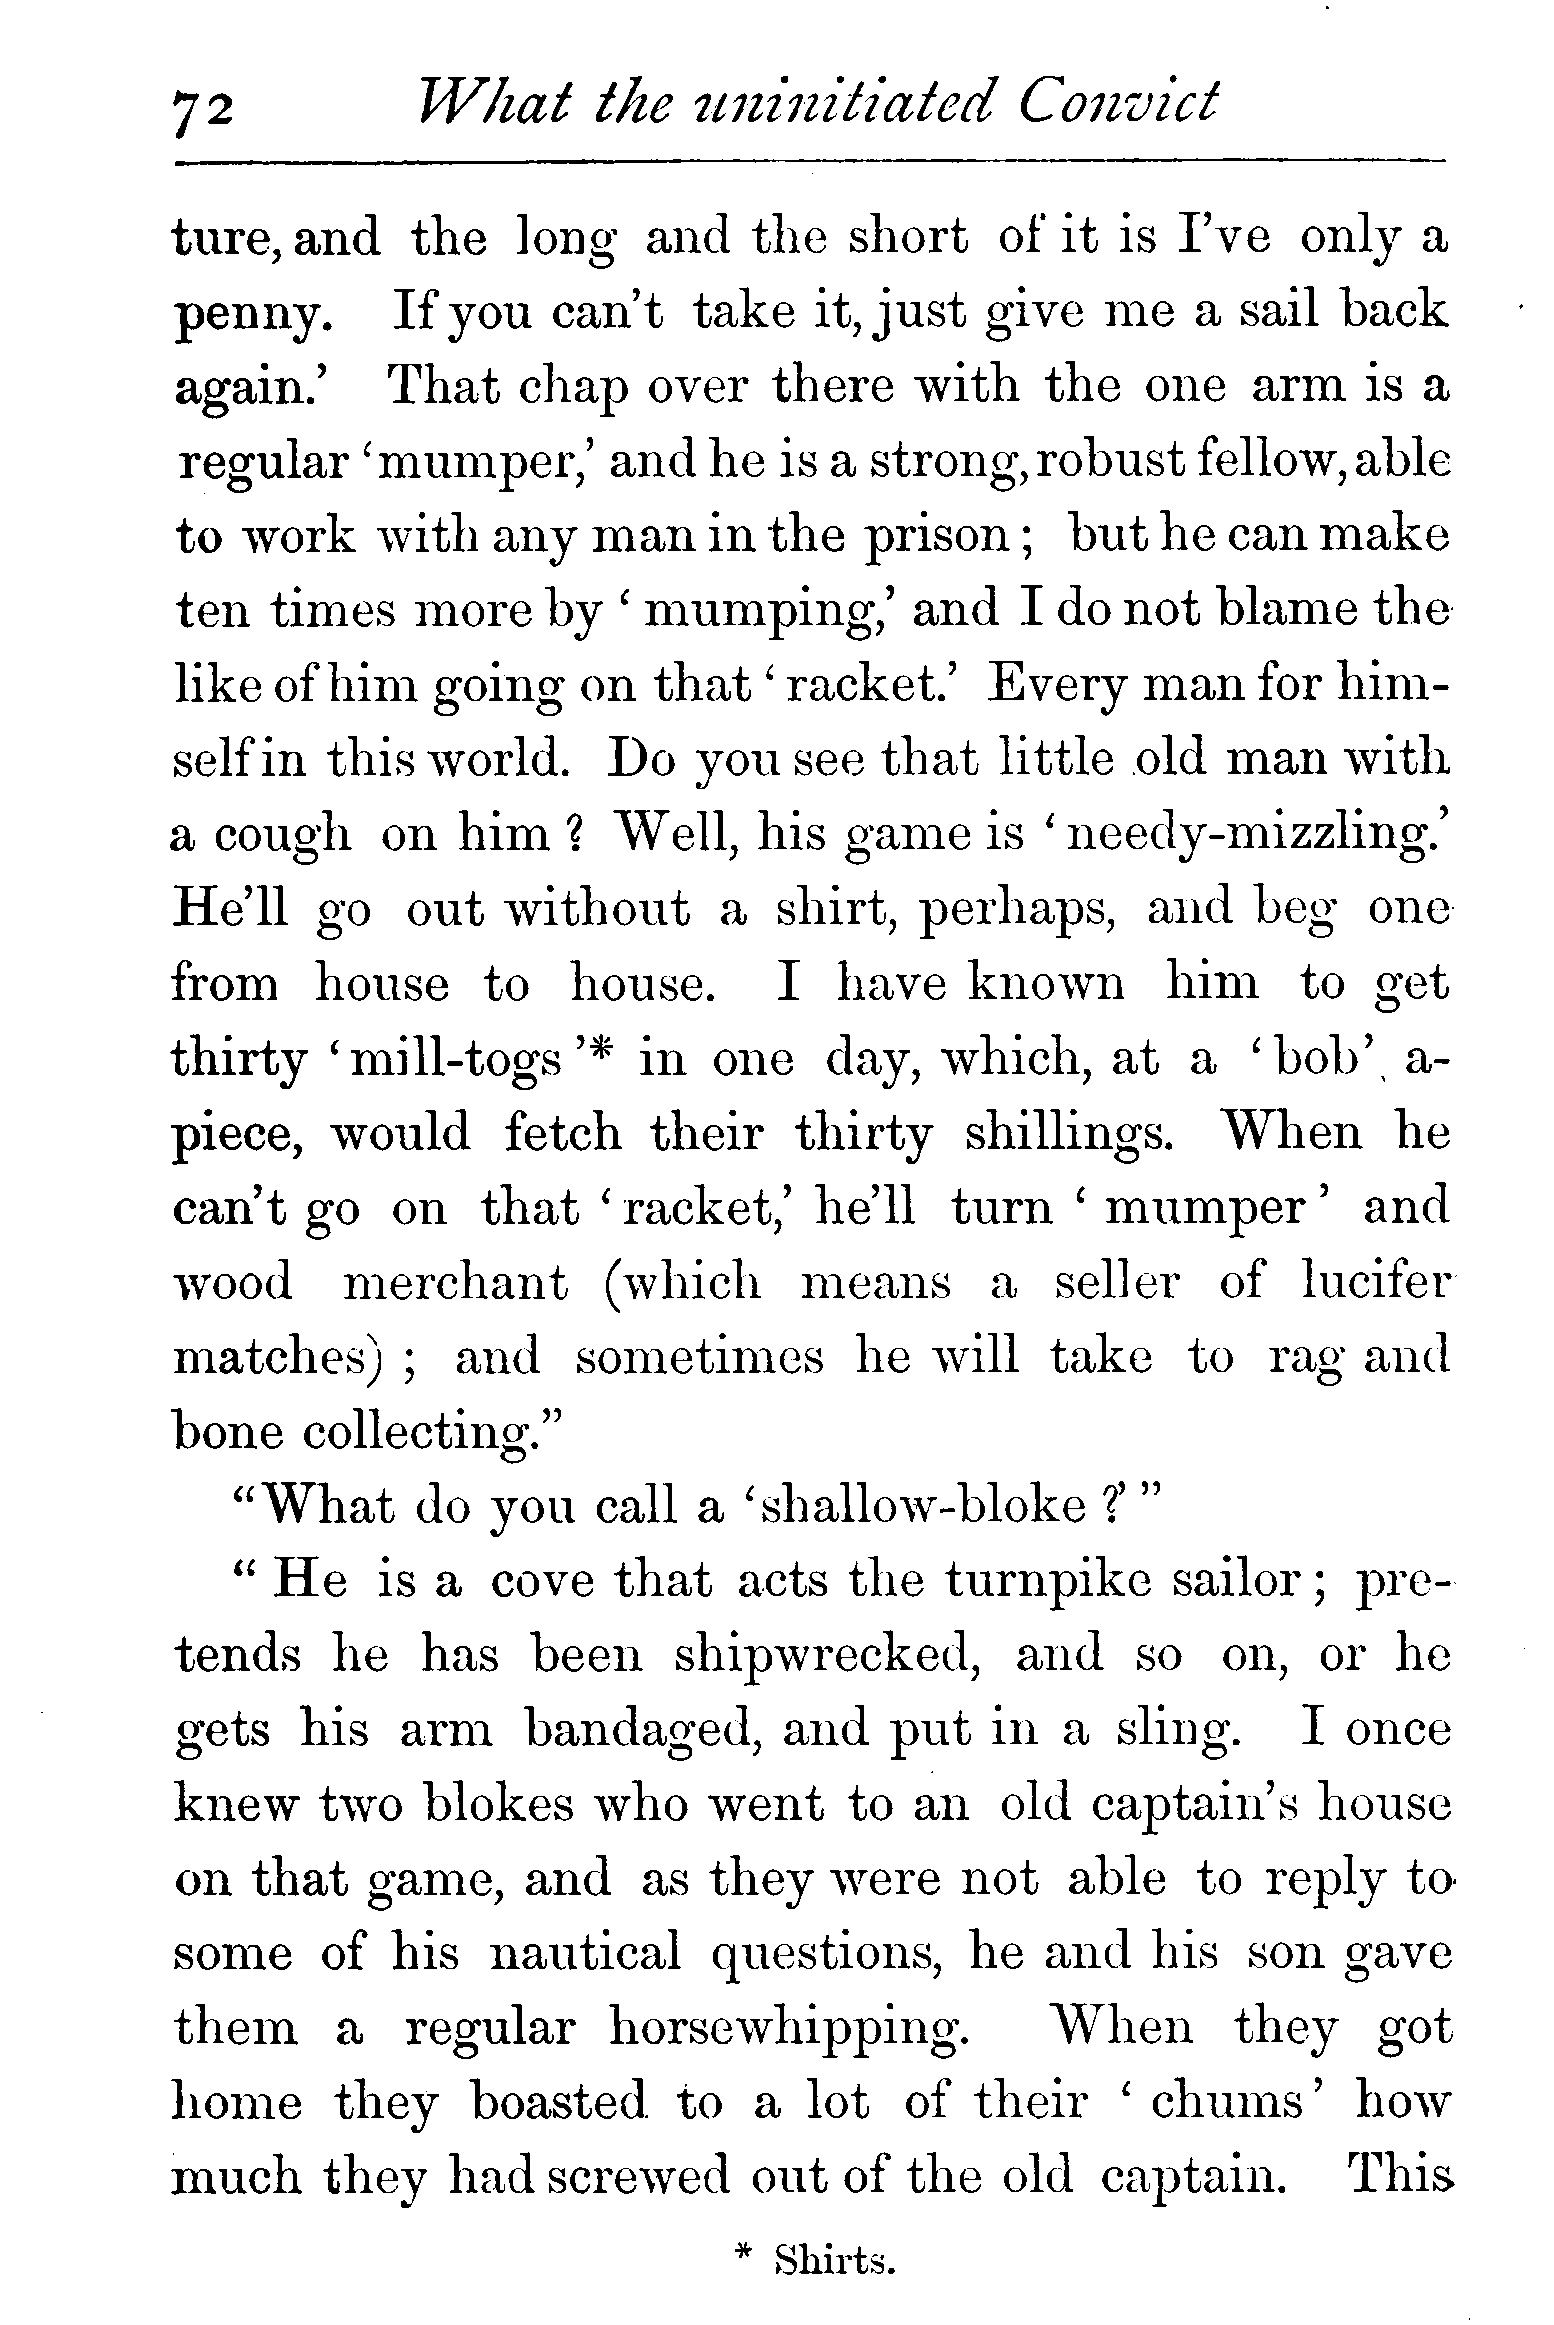 72 What the uninitiated Convict
ture, and the long and the short of it is I've only a
penny. If you can't take it, just give me a sail back
again.' That chap over there with the one arm is a
regular 'mumper,' and he is a strong, robust fellow, able
to work with any man in the prison; but he can make
ten times more by 'mumping,' and I do not blame the
like of him going on that 'racket.' Every man for him-
self in this world. Do you see that little old man with
a cough on him? Well, his game is 'needy-mizzling.'
He'll go out without a shirt, perhaps, and beg one
from house to house. I have known him to get
thirty 'mill-togs'* in one day, which, at a 'bob' a-
piece, would fetch their thirty shillings. When he
can't go on that 'racket,' he'll turn 'mumper' and
wood merchant (which means a seller of lucifer
matches); and sometimes he will take to rag and
bone collecting."
"What do you call a 'shallow-bloke?'"
"He is a cove that acts the turnpike sailor; pre-
tends he has been shipwrecked, and so on, or he
gets his arm bandaged, and put in a sling. I once
knew two blokes who went to an old captain's house
on that game, and as they were not able to reply to
some of his nautical questions, he and his son gave
them a regular horsewhipping. When they got
home they boasted to a lot of their 'chums' how
much they had screwed out of the old captain. This
* Shirts.